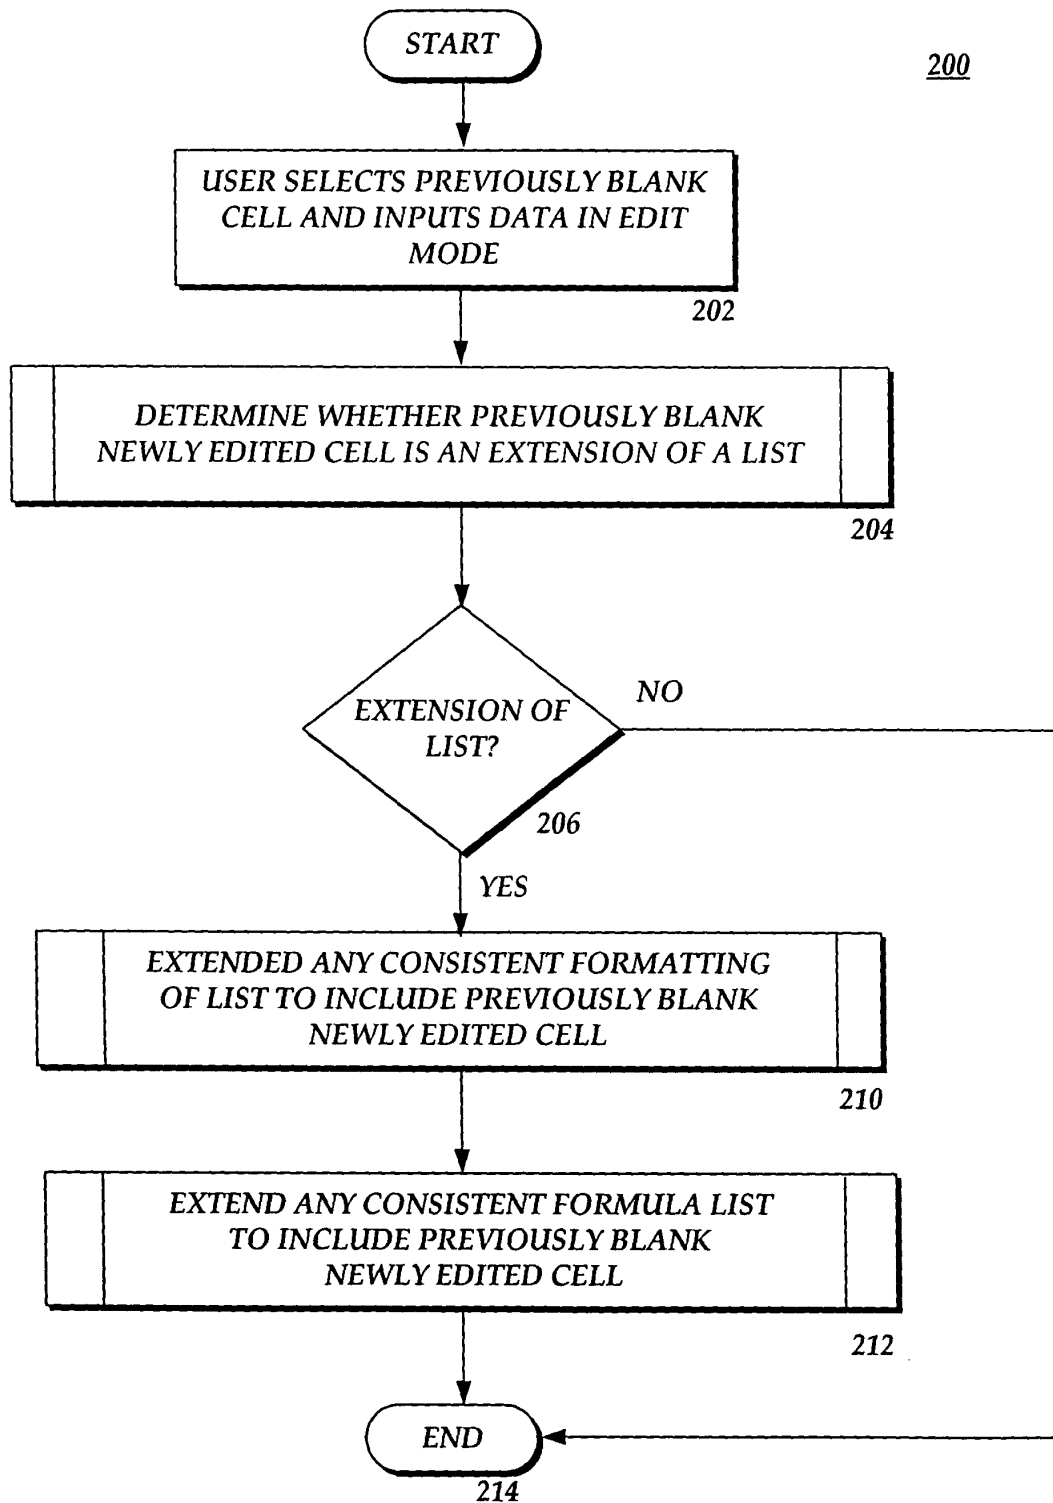 START
200
USER SELECTS PREVIOUSLY BLANK
CELL AND INPUTS DATA IN EDIT
MODE
202
DETERMINE WHETHER PREVIOUSLY BLANK
NEWLY EDITED CELL IS AN EXTENSION OF A LIST
204
EXTENSION OF
LIST?
NO
206
YES
EXTENDED ANY CONSISTENT FORMATTING
OF LIST TO INCLUDE PREVIOUSLY BLANK
NEWLY EDITED CELL
210
EXTEND ANY CONSISTENT FORMULA LIST
TO INCLUDE PREVIOUSLY BLANK
NEWLY EDITED CELL
212
END
214